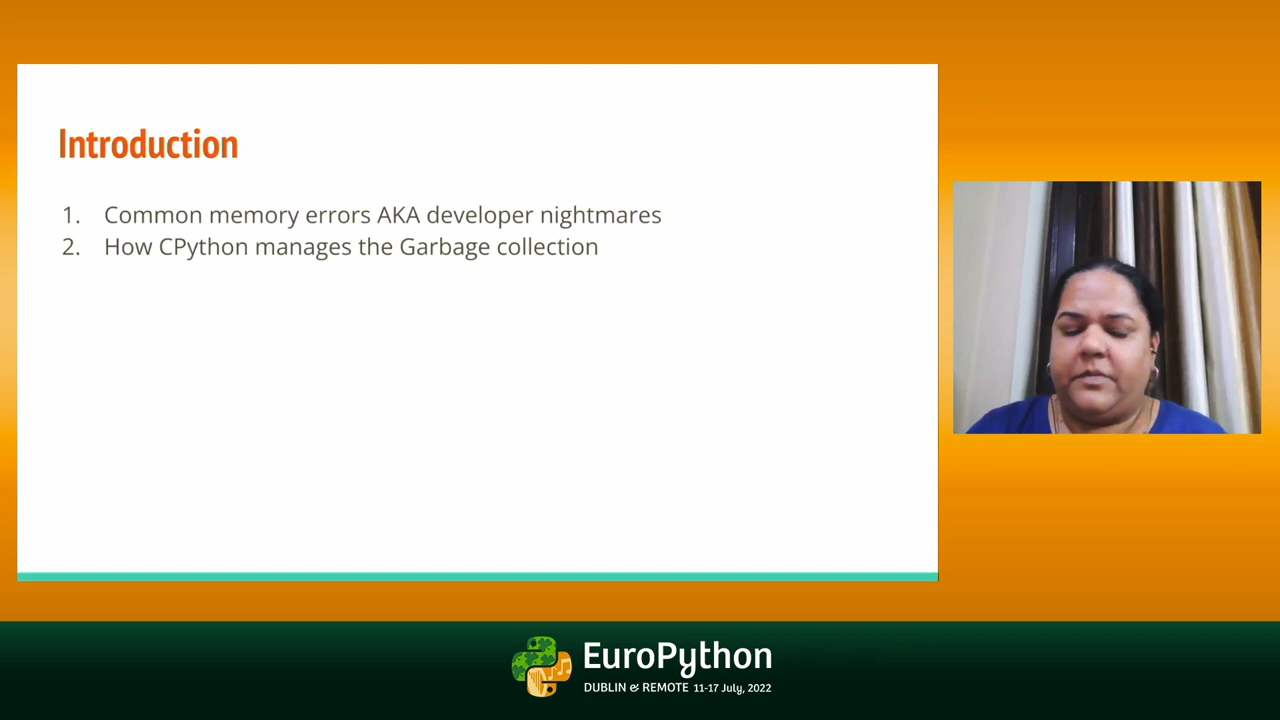 Introduction
1. Common memory errors AKA developer nightmares
2. How CPython manages the Garbage collection
EuroPython
DUBLIN & REMOTE 11-17 July, 2022